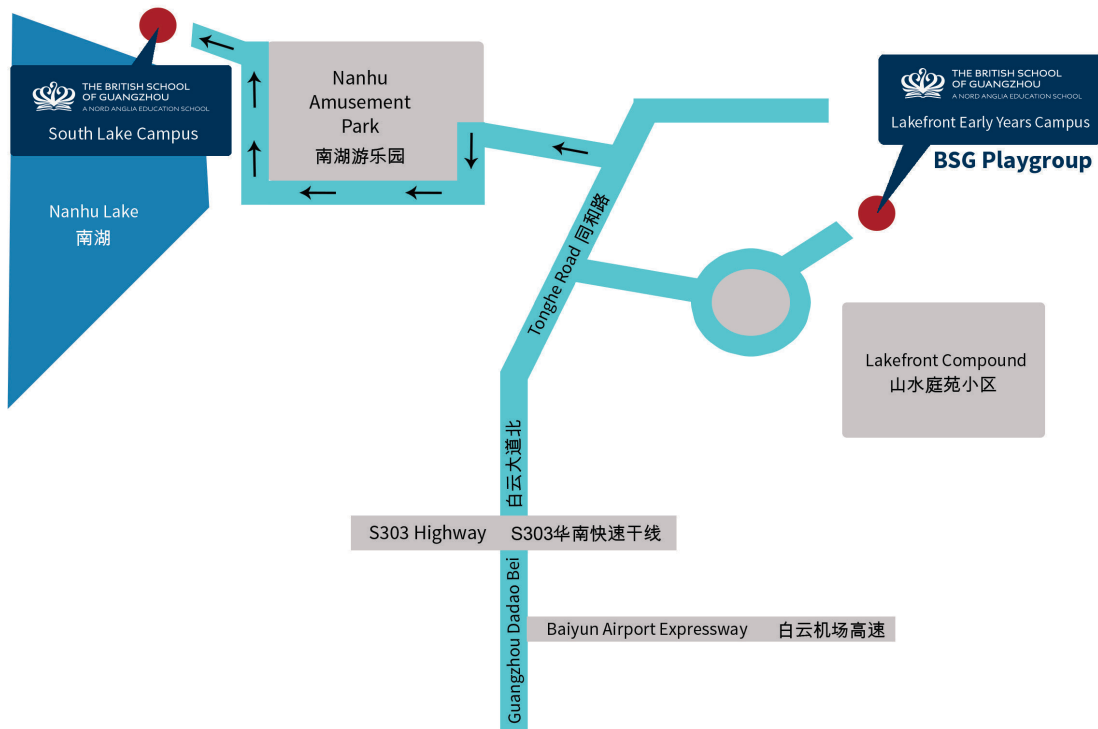 THE BRITISH SCHOOL
OF GUANGZHOU
A NORD ANGLIA EDUCATION SCHOOL
South Lake Campus
Nanhu Lake
南湖
Nanhu
Amusement
Park
南湖游乐园
THE BRITISH SCHOOL
OF GUANGZHOU
A NORD ANGLIA EDUCATION SCHOOL
Lakefront Early Years Campus
BSG Playgroup
Tonghe Road 同和路
Lakefront Compound
山水庭苑小区
白云大道北
S303 Highway S303华南快速干线
Guangzhou Dadao Bei
Baiyun Airport Expressway 白云机场高速